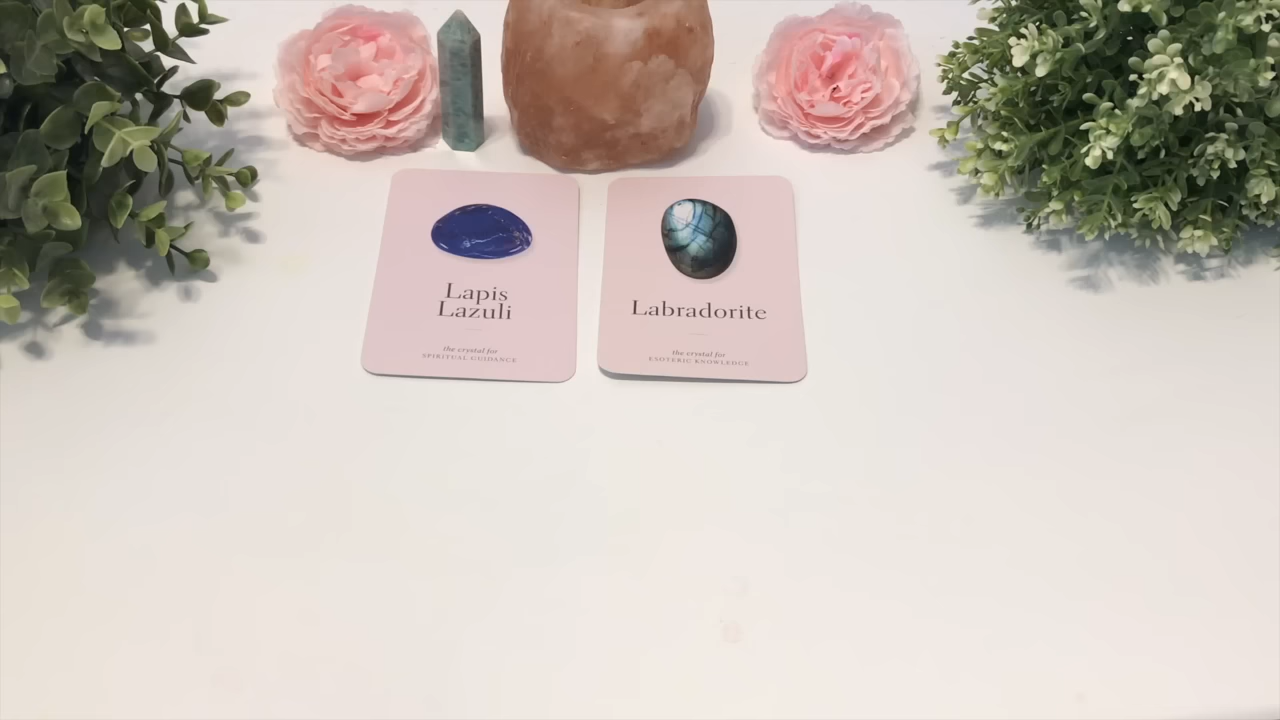 Lapis
Lazuli
the crystal for
SPIRITUAL GUIDANCE
Labradorite
the crystal for
ESOTERIC KNOWLEDGE